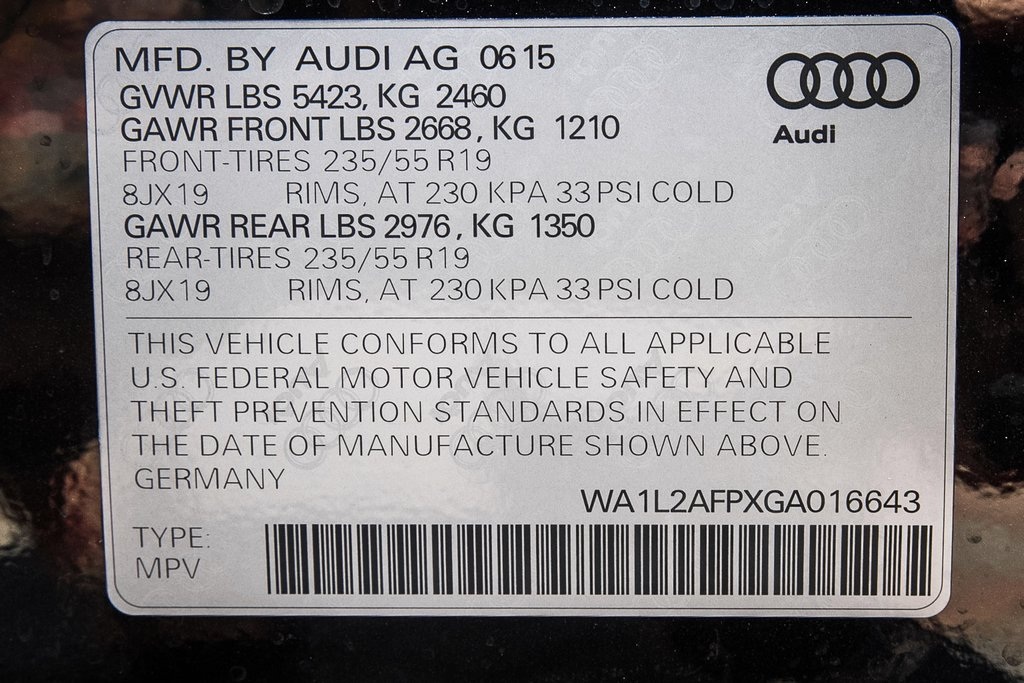 MFD. BY AUDI AG 06 15
GVWR LBS 5423, KG 2460
GAWR FRONT LBS 2668, KG 1210
FRONT-TIRES 235/55 R19
8JX19 RIMS, AT 230 KPA 33 PSI COLD
GAWR REAR LBS 2976, KG 1350
REAR-TIRES 235/55 R19
8JX19 RIMS, AT 230 KPA 33 PSI COLD
Audi
THIS VEHICLE CONFORMS TO ALL APPLICABLE
U.S. FEDERAL MOTOR VEHICLE SAFETY AND
THEFT PREVENTION STANDARDS IN EFFECT ON
THE DATE OF MANUFACTURE SHOWN ABOVE.
GERMANY
WA1L2AFPXGA016643
TYPE:
MPV